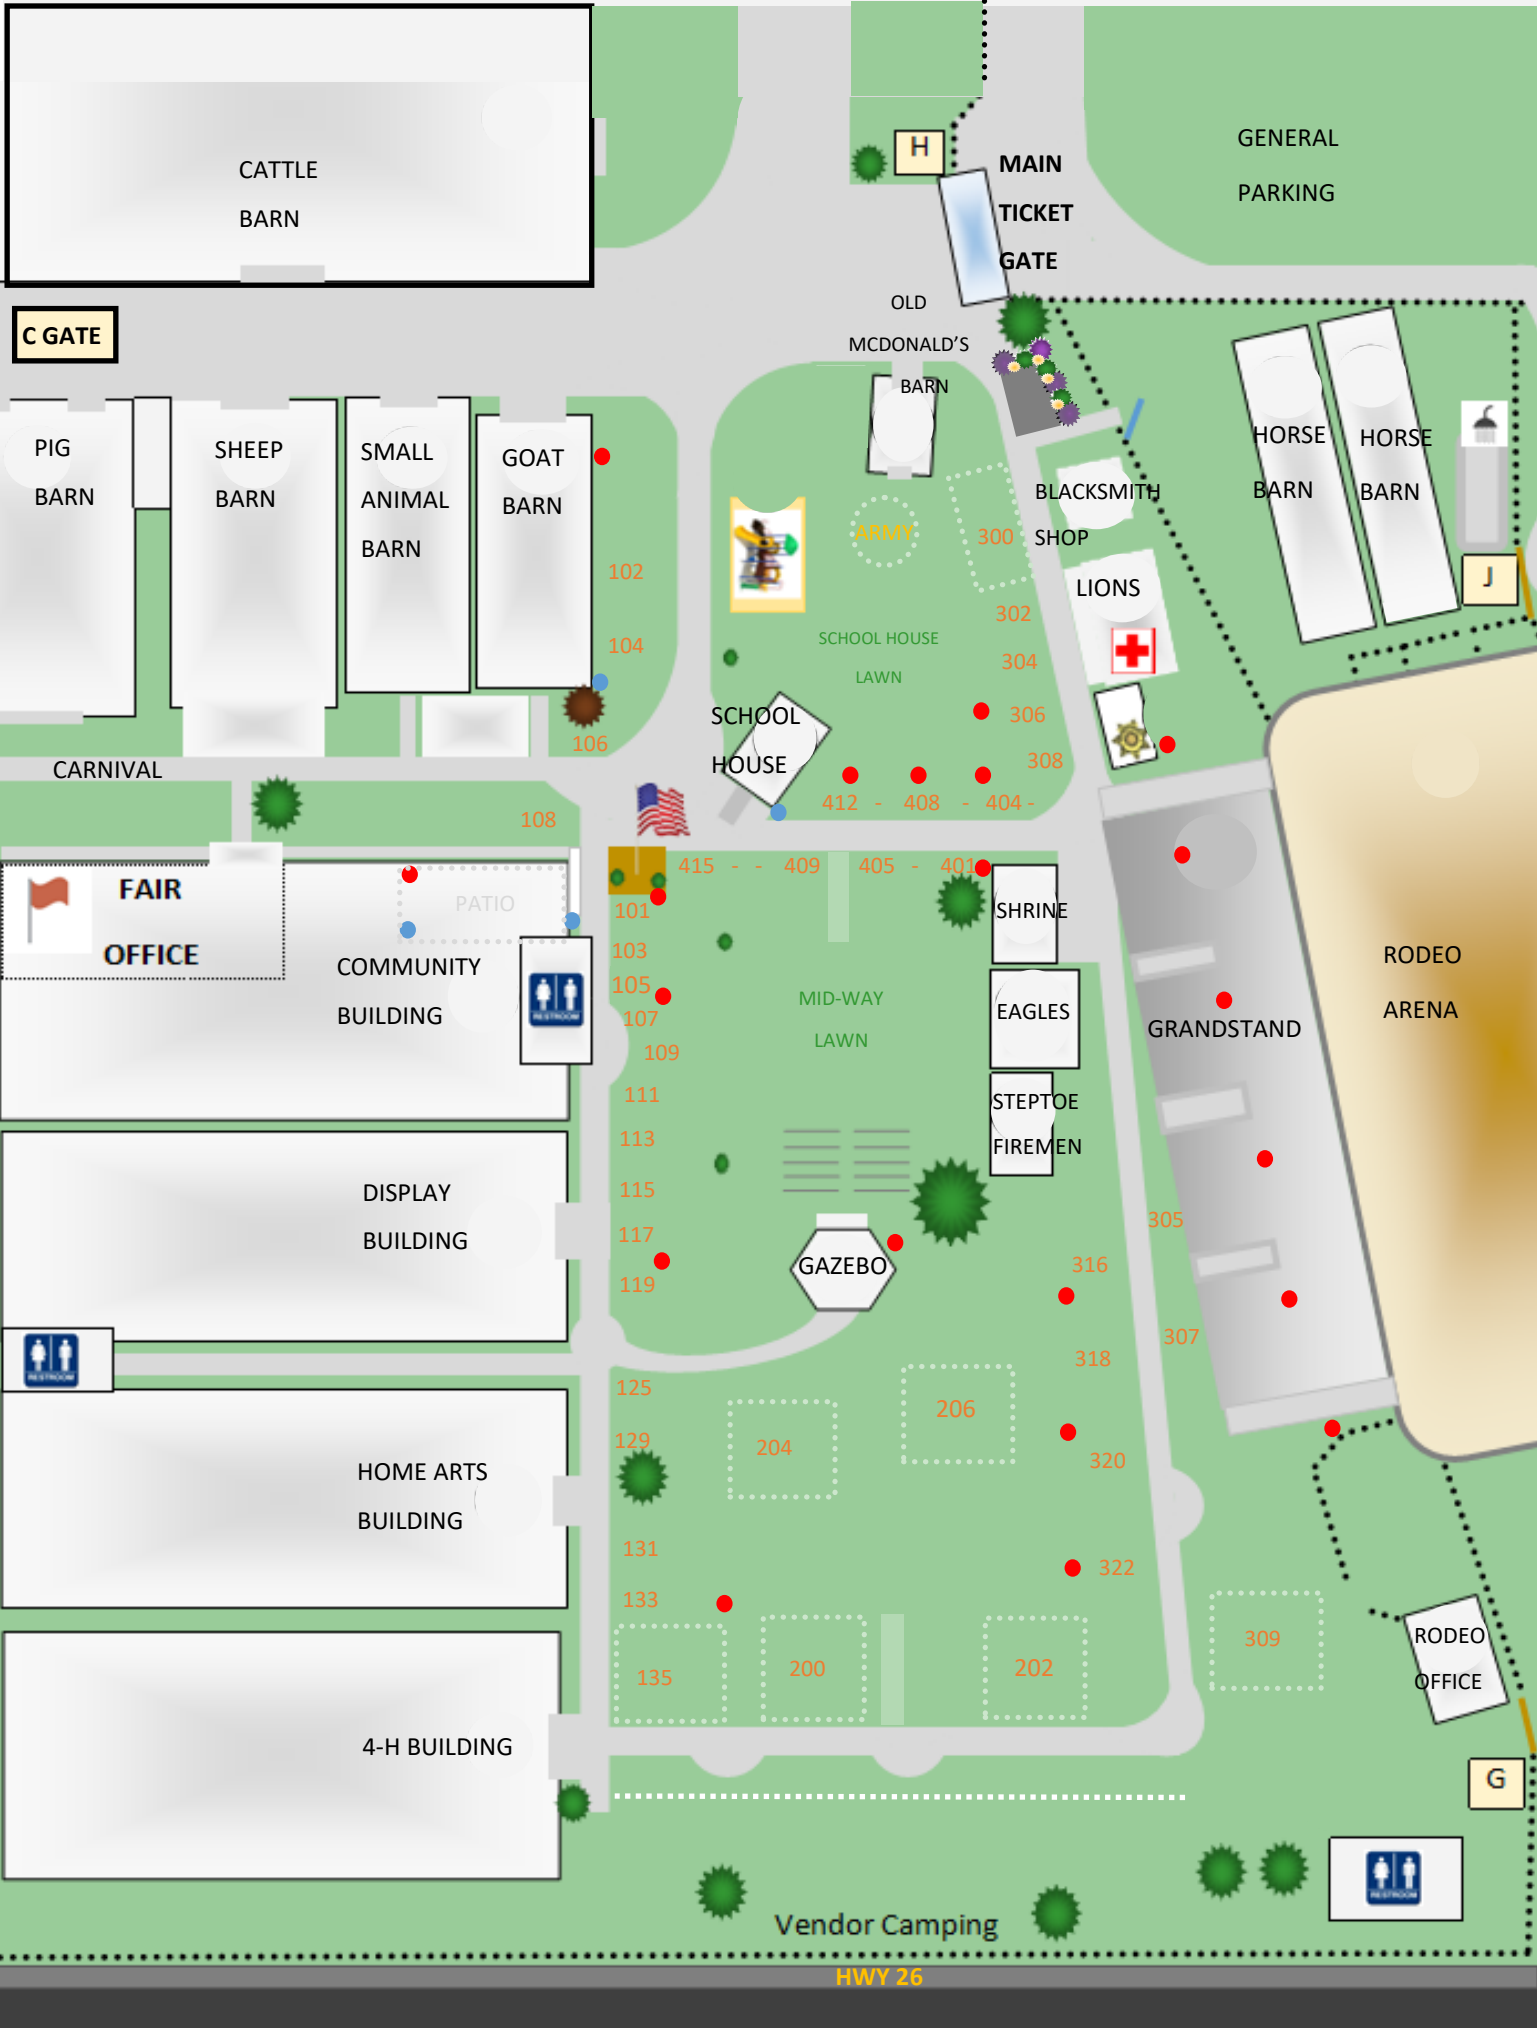 CATTLE
BARN
H
MAIN
TICKET
GATE
GENERAL
PARKING
C GATE
OLD
MCDONALD'S
BARN
PIG
BARN
SHEEP
BARN
SMALL
ANIMAL
BARN
GOAT
BARN
HORSE
BARN
HORSE
BARN
BLACKSMITH
SHOP
ARMY
300
102
LIONS
J
302
104
SCHOOL HOUSE
LAWN
304
306
SCHOOL
HOUSE
106
308
CARNIVAL
108
412 - 408 - 404 -
415 - - 409 405 - 401
FAIR
OFFICE
PATIO
101
SHRINE
103
COMMUNITY
BUILDING
RESTROOM
105
107
109
MID-WAY
LAWN
EAGLES
GRANDSTAND
RODEO
ARENA
111
STEPTOE
FIREMEN
113
DISPLAY
BUILDING
115
117
119
GAZEBO
305
316
307
318
RESTROOM
125
129
204
206
320
HOME ARTS
BUILDING
131
133
322
135
200
202
309
RODEO
OFFICE
4-H BUILDING
G
RESTROOM
Vendor Camping
HWY 26